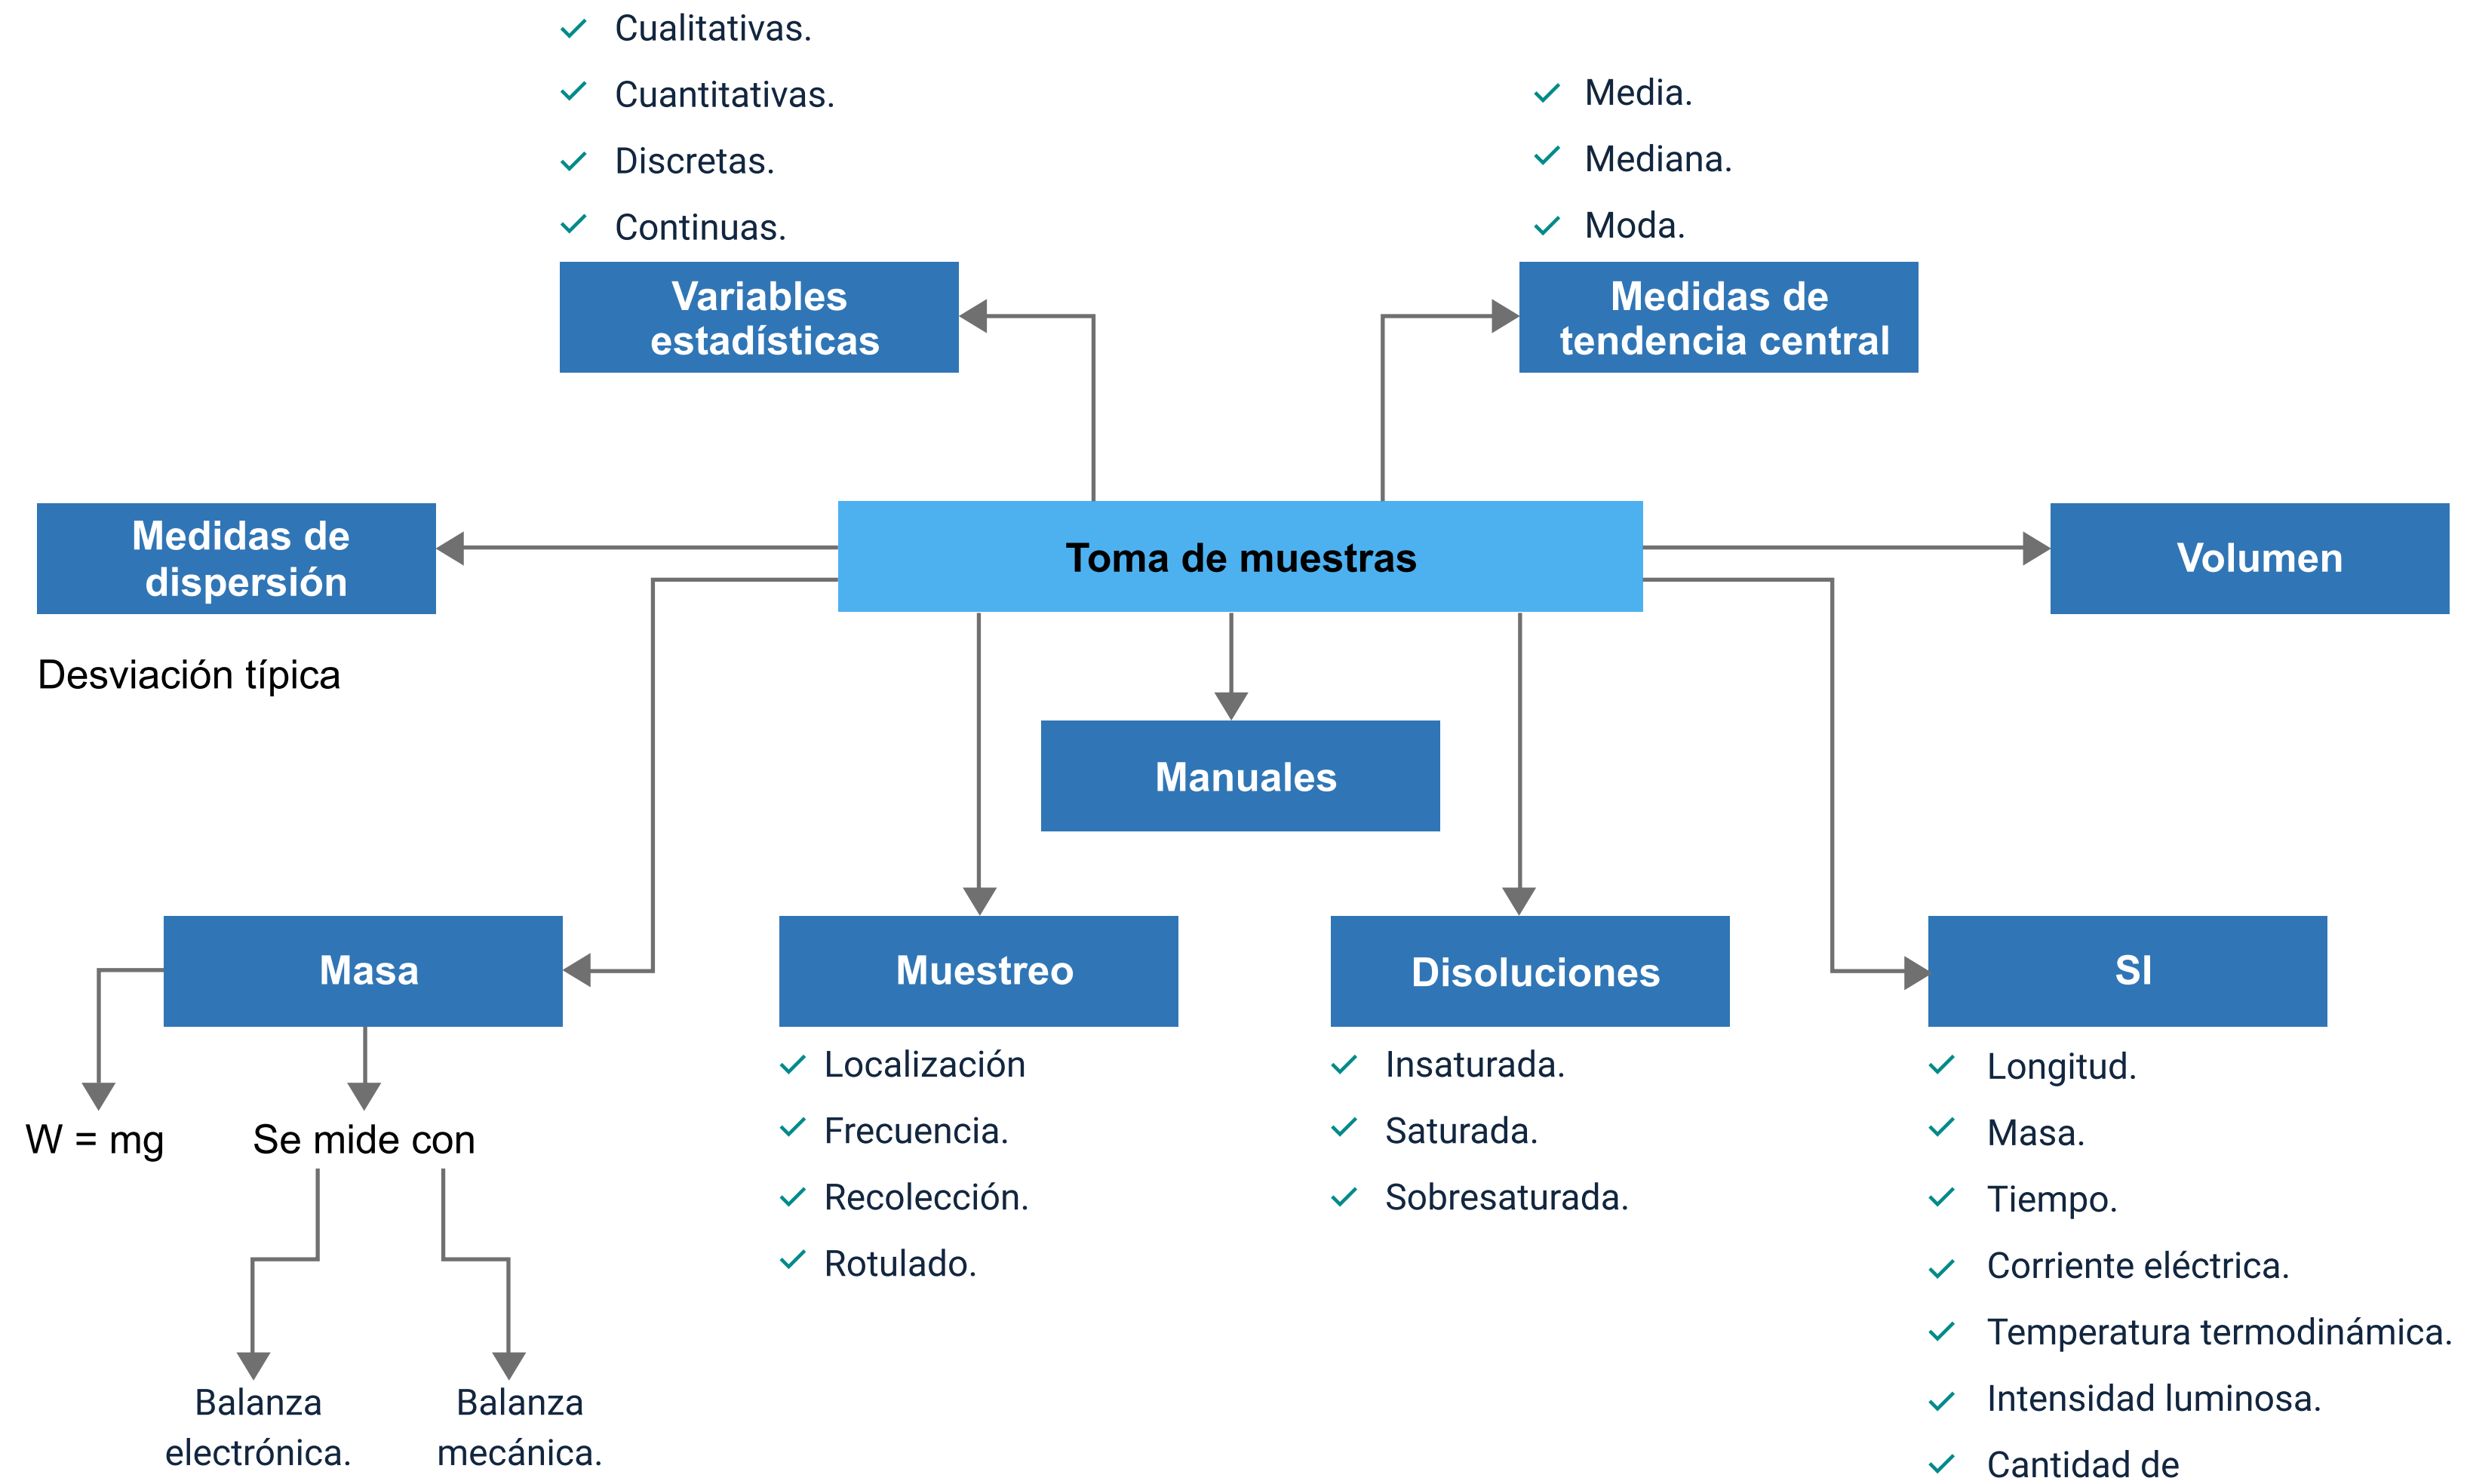 Cualitativas.
Cuantitativas.
Discretas.
Continuas.
Variables
estadísticas
Media.
Mediana.
Moda.
Medidas de
tendencia central
Medidas de
dispersión
Desviación típica
Toma de muestras
Volumen
Manuales
Masa
W = mg
Se mide con
Balanza
electrónica.
Balanza
mecánica.
Muestreo
Localización
Frecuencia.
Recolección.
Rotulado.
Disoluciones
Insaturada.
Saturada.
Sobresaturada.
SI
Longitud.
Masa.
Tiempo.
Corriente eléctrica.
Temperatura termodinámica.
Intensidad luminosa.
Cantidad de